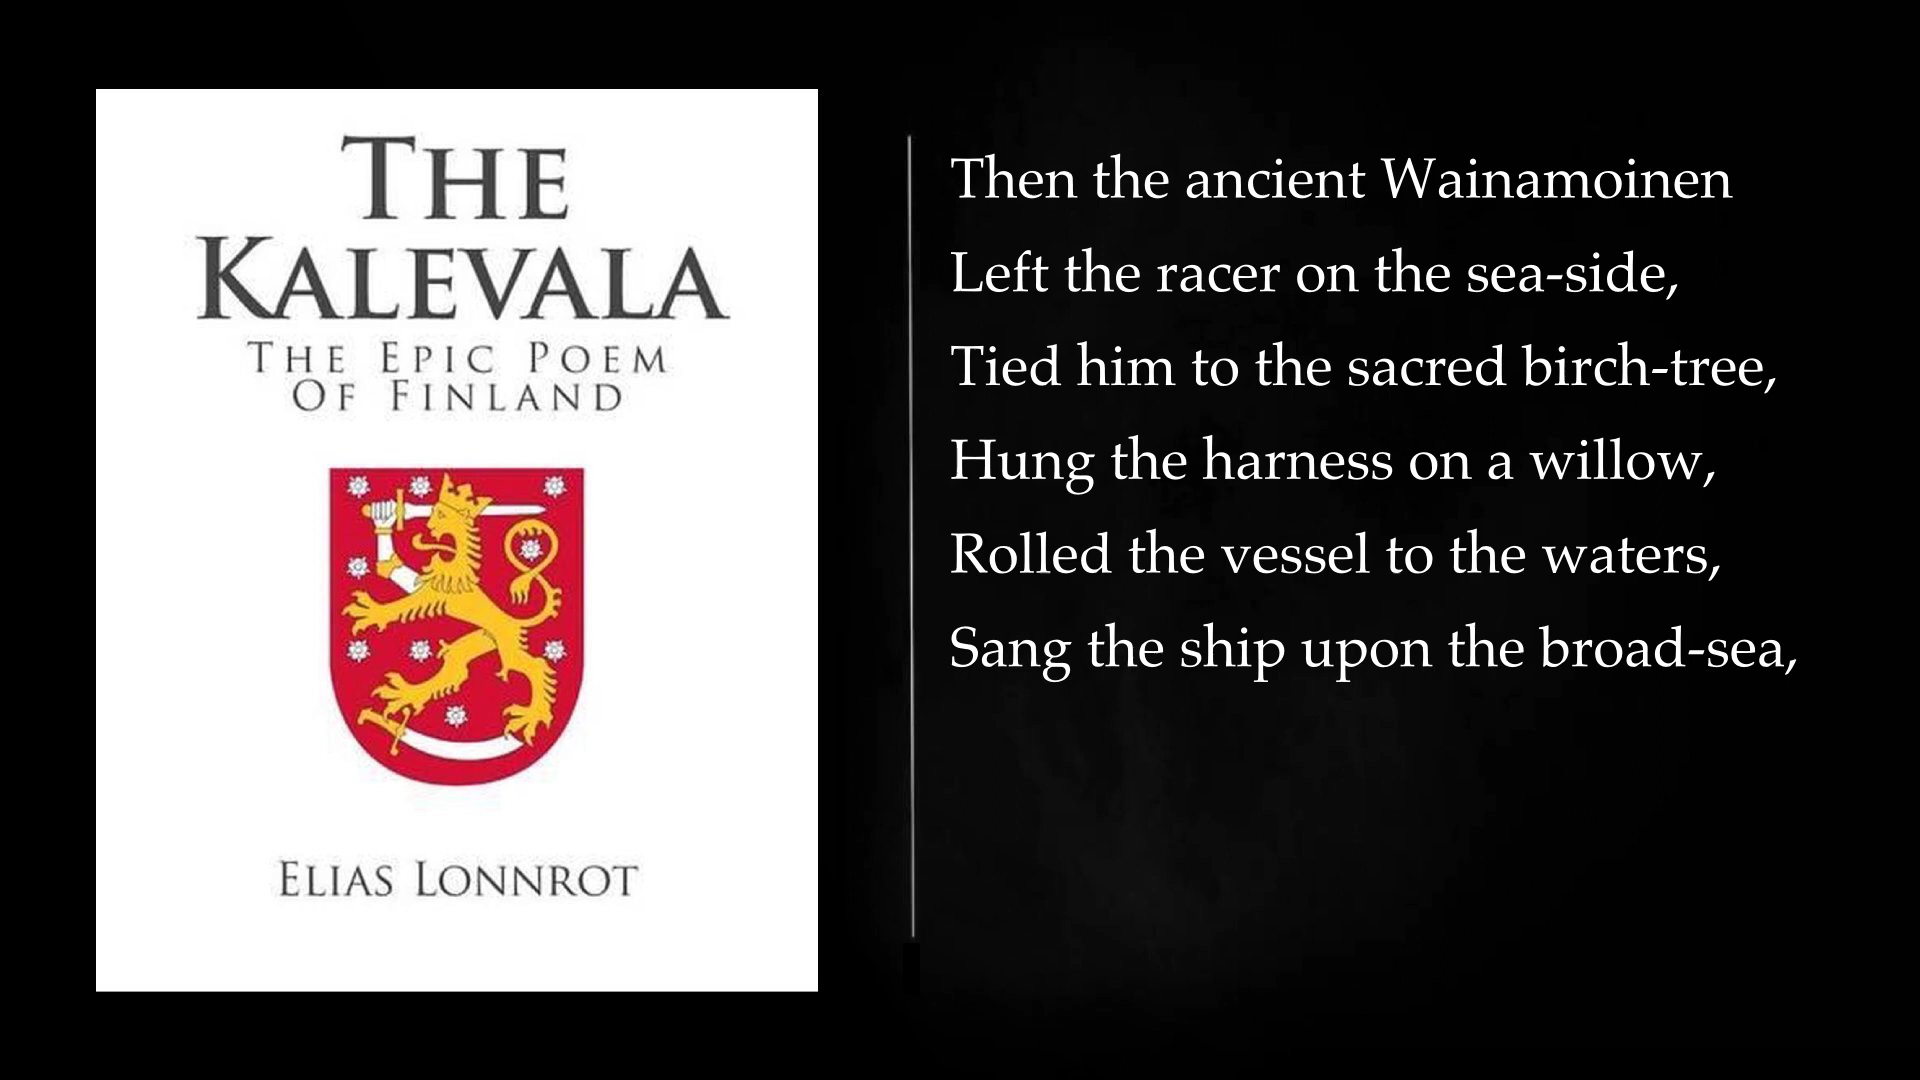 THE
KALEVALA
THE EPIC POEM
OF FINLAND
ELIAS LONNROT
Then the ancient Wainamoinen
Left the racer on the sea-side,
Tied him to the sacred birch-tree,
Hung the harness on a willow,
Rolled the vessel to the waters,
Sang the ship upon the broad-sea,